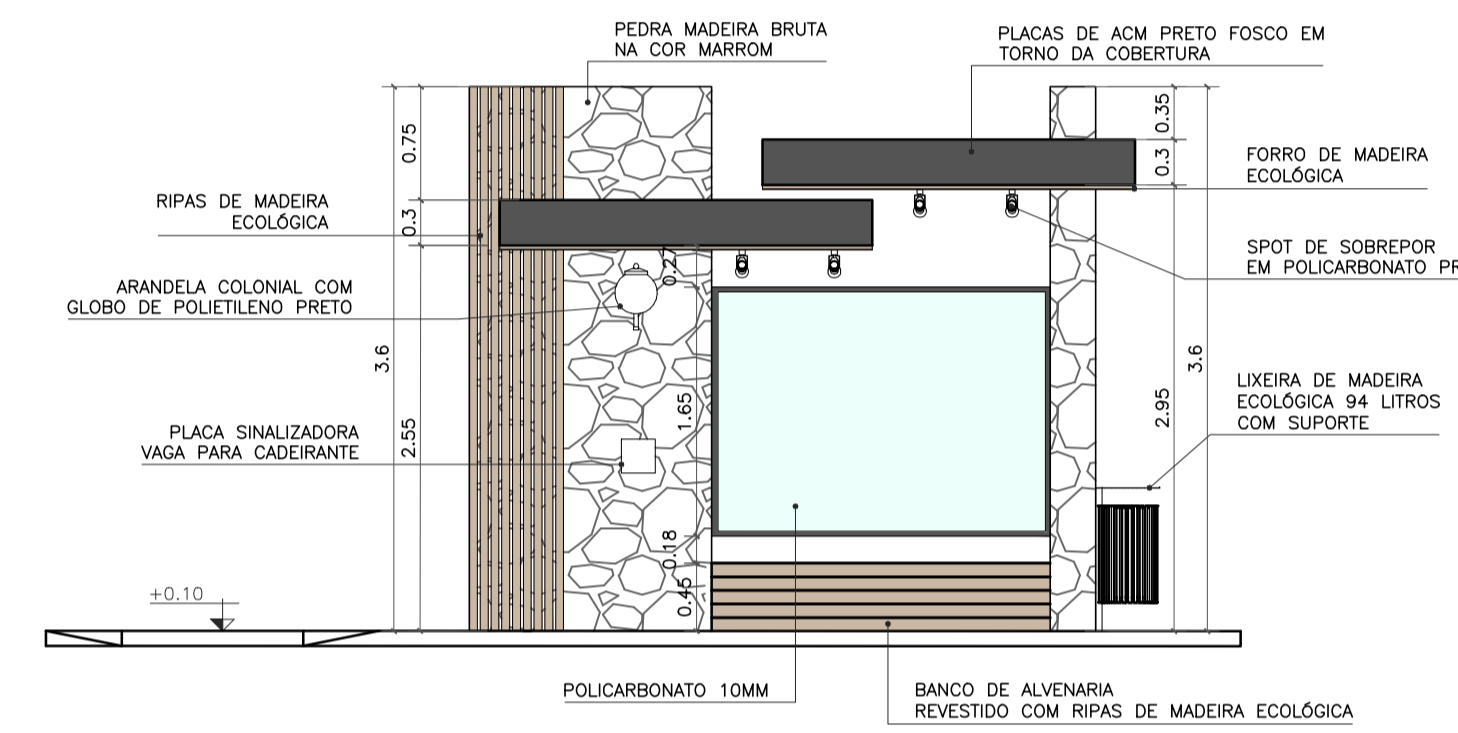 PEDRA MADEIRA BRUTA
NA COR MARROM
PLACAS DE ACM PRETO FOSCO EM
TORNO DA COBERTURA
0.75
0.35
0.3
FORRO DE MADEIRA
ECOLÓGICA
RIPAS DE MADEIRA
ECOLÓGICA
0.3
SPOT DE SOBREPOR
EM POLICARBONATO PR
0.27
ARANDELA COLONIAL COM
GLOBO DE POLIETILENO PRETO
3.6
3.6
LIXEIRA DE MADEIRA
ECOLÓGICA 94 LITROS
COM SUPORTE
1.65
2.95
2.55
PLACA SINALIZADORA
VAGA PARA CADEIRANTE
0.18
0.45
+0.10
POLICARBONATO 10MM
BANCO DE ALVENARIA
REVESTIDO COM RIPAS DE MADEIRA ECOLÓGICA